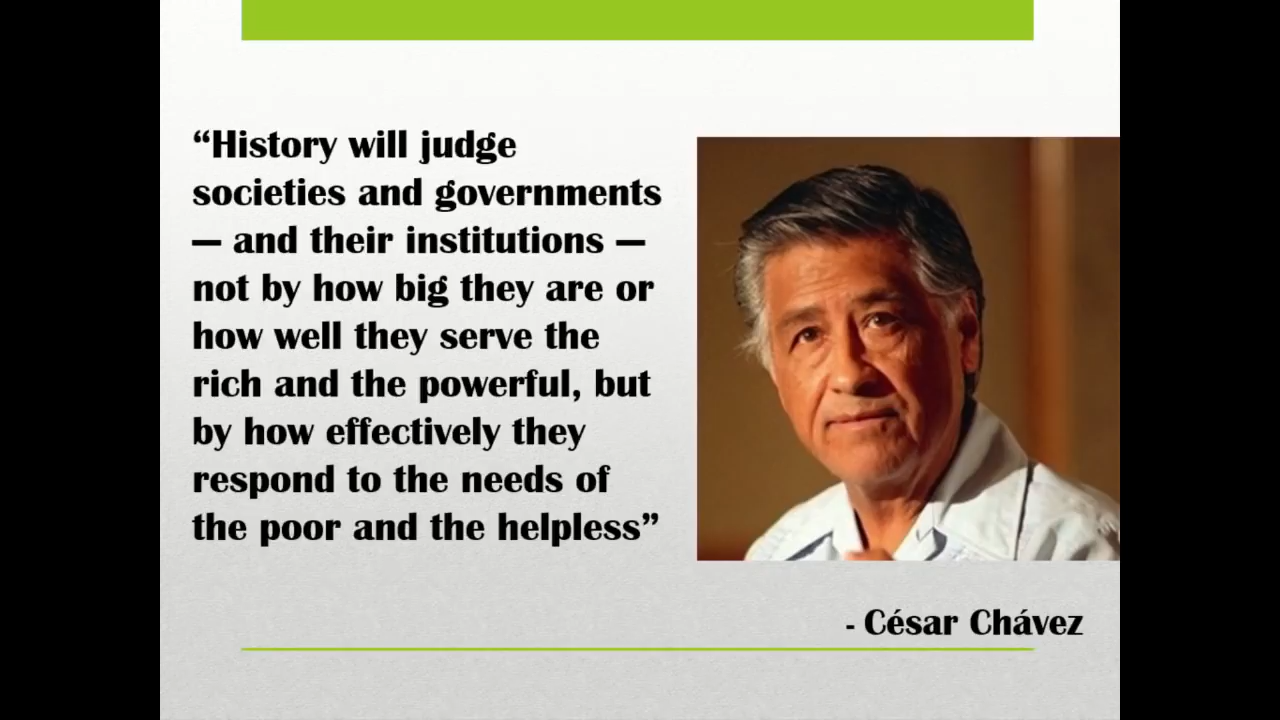 “History will judge
societies and governments
— and their institutions —
not by how big they are or
how well they serve the
rich and the powerful, but
by how effectively they
respond to the needs of
the poor and the helpless”
- César Chávez